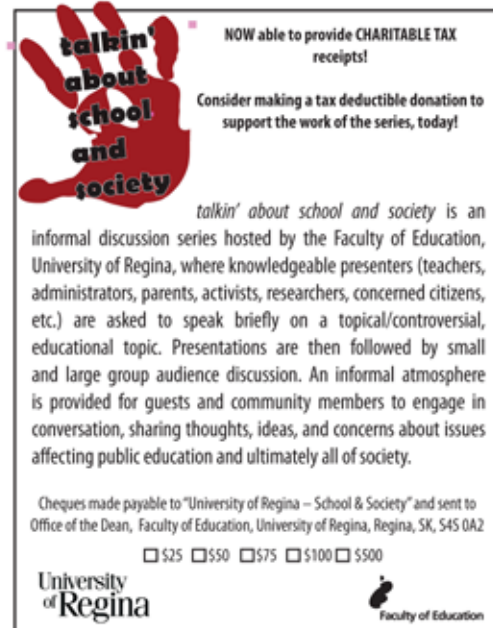 talkin'
about
school
and
society
NOW able to provide CHARITABLE TAX
receipts!
Consider making a tax deductible donation to
support the work of the series, today!
talkin' about school and society is an
informal discussion series hosted by the Faculty of Education,
University of Regina, where knowledgeable presenters (teachers,
administrators, parents, activists, researchers, concerned citizens,
etc.) are asked to speak briefly on a topical/controversial,
educational topic. Presentations are then followed by small
and large group audience discussion. An informal atmosphere
is provided for guests and community members to engage in
conversation, sharing thoughts, ideas, and concerns about issues
affecting public education and ultimately all of society.
Cheques made payable to "University of Regina – School & Society" and sent to
Office of the Dean, Faculty of Education, University of Regina, Regina, SK, S4S 0A2
☐ $25 ☐ $50 ☐ $75 ☐ $100 ☐ $500
University
of Regina
Faculty of Education